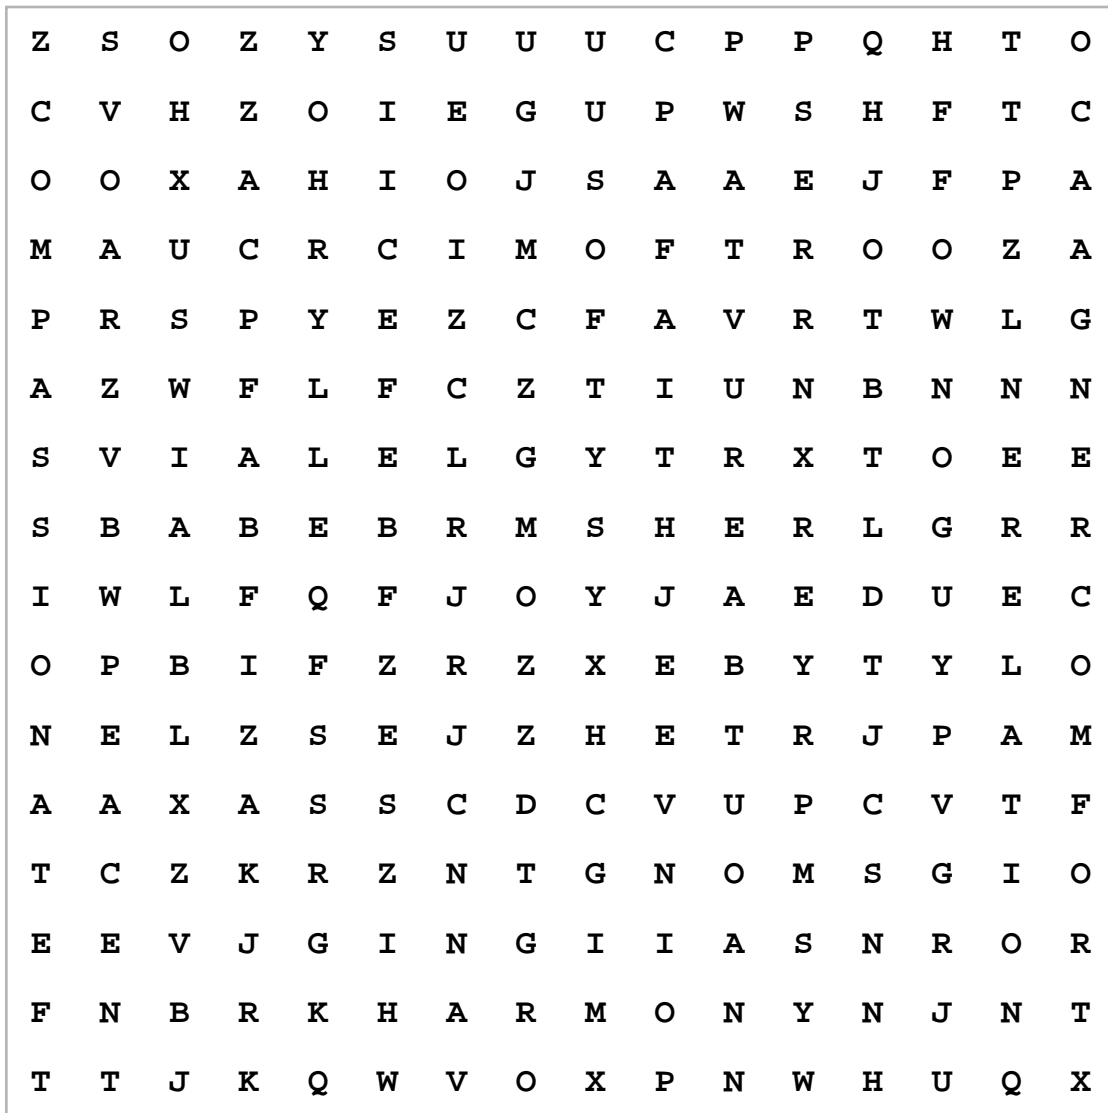 Z S O Z Y S U U U C P P Q H T O
C V H Z O I E G U P W S H F T C
O O X A H I O J S A A E J F P A
M A U C R C I M O F T R O O Z A
P R S P Y E Z C F A V R T W L G
A Z W F L F C Z T I U N B N N N
S V I A L E L G Y T R X T O E E
S B A B E B R M S H E R L G R R
I W L F Q F J O Y J A E D U E C
O P B I F Z R Z X E B Y T Y L O
N E L Z S E J Z H E T R J P A M
A A X A S S C D C V U P C V T F
T C Z K R Z N T G N O M S G I O
E E V J G I N G I I A S N R O R
F N B R K H A R M O N Y N J N T
T T J K Q W V O X P N W H U Q X